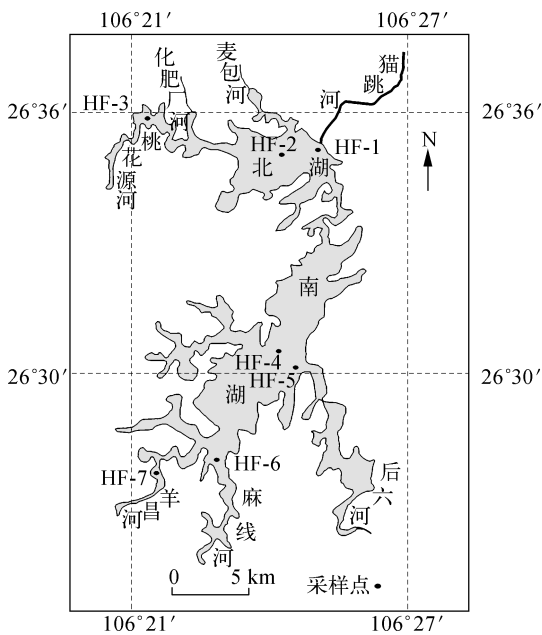 106°21′ 106°27′
化肥河
麦包河
猫跳河
26°36′ 26°36′
HF-3
HF-2
HF-1
N
桃花源河
北湖
南湖
HF-4
26°30′ 26°30′
HF-5
HF-6
HF-7
羊昌河
麻线河
后六河
0 5 km
采样点
106°21′ 106°27′